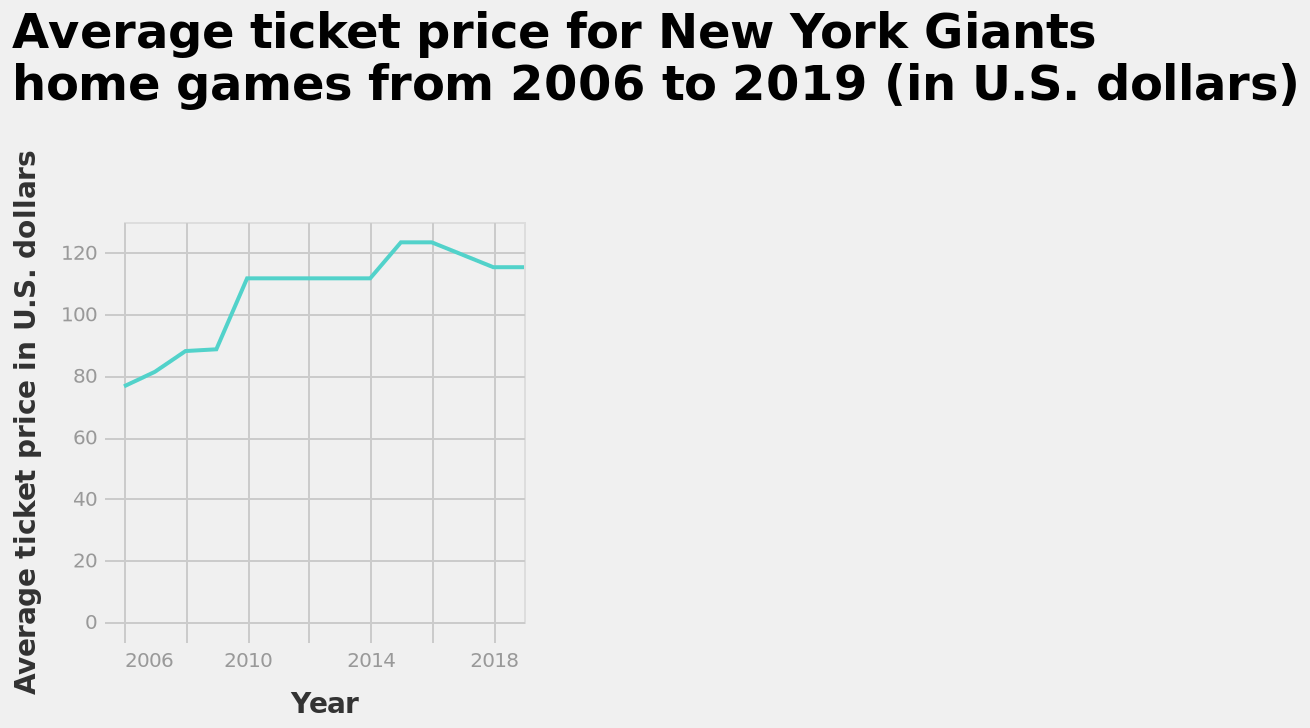 Average ticket price for New York Giants
home games from 2006 to 2019 (in U.S. dollars)
Average ticket price in U.S. dollars
120
100
80
60
40
20
0
2006 2010 2014 2018
Year